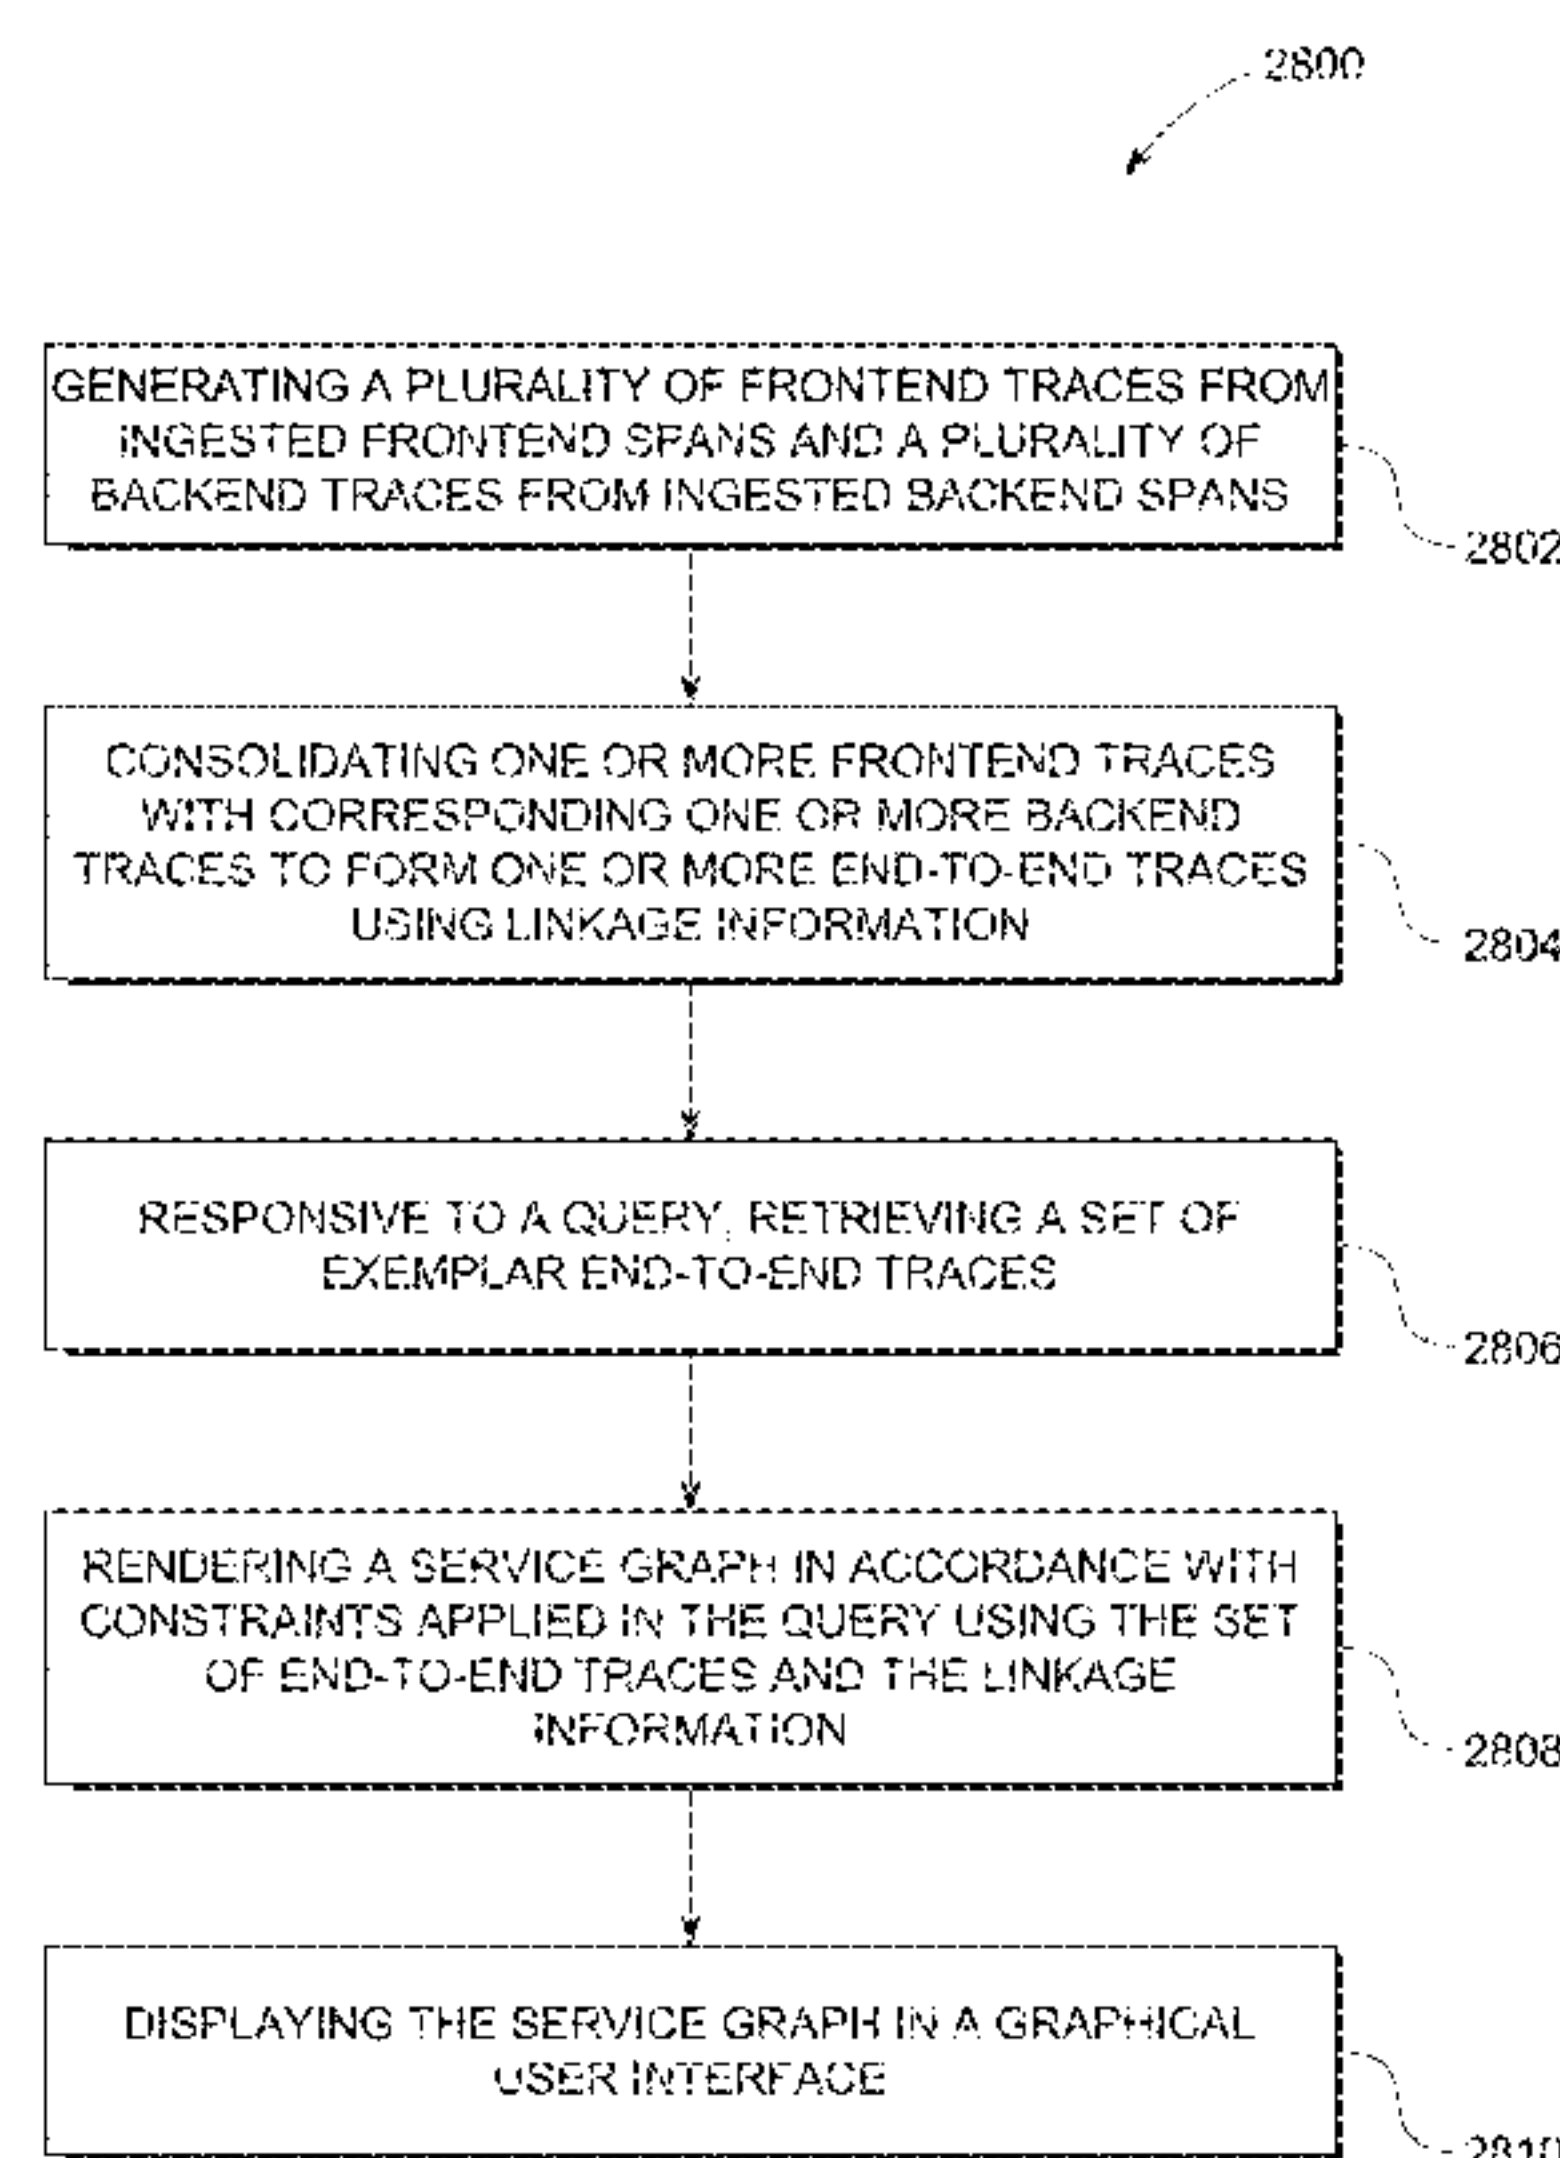 2800
GENERATING A PLURALITY OF FRONTEND TRACES FROM
INGESTED FRONTEND SPANS AND A PLURALITY OF
BACKEND TRACES FROM INGESTED BACKEND SPANS
2802
CONSOLIDATING ONE OR MORE FRONTEND TRACES
WITH CORRESPONDING ONE OR MORE BACKEND
TRACES TO FORM ONE OR MORE END-TO-END TRACES
USING LINKAGE INFORMATION
2804
RESPONSIVE TO A QUERY, RETRIEVING A SET OF
EXEMPLAR END-TO-END TRACES
2806
RENDERING A SERVICE GRAPH IN ACCORDANCE WITH
CONSTRAINTS APPLIED IN THE QUERY USING THE SET
OF END-TO-END TRACES AND THE LINKAGE
INFORMATION
2808
DISPLAYING THE SERVICE GRAPH IN A GRAPHICAL
USER INTERFACE
2810